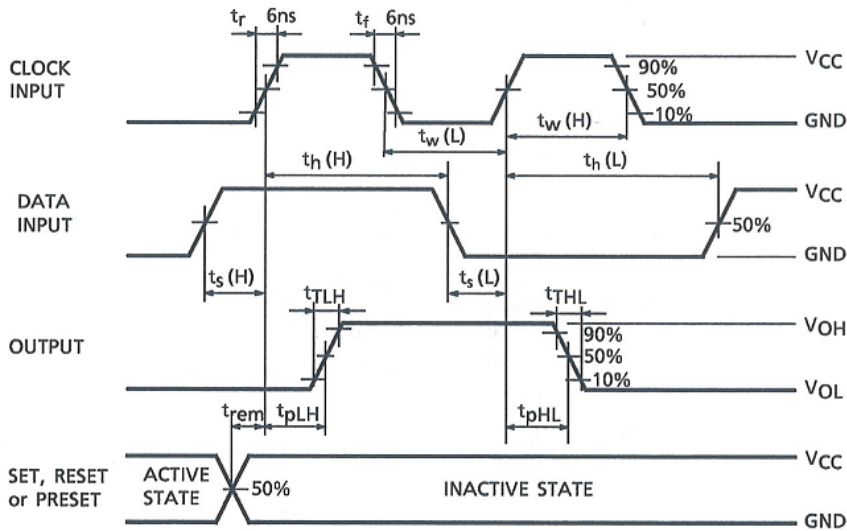 tr 6ns tf 6ns
CLOCK
INPUT
VCC
90%
50%
10%
GND
tw (L)
tw (H)
th (H)
th (L)
DATA
INPUT
VCC
50%
GND
ts (H)
ts (L)
tTLH
tTHL
OUTPUT
VOH
90%
50%
10%
VOL
trem
tpLH
tpHL
SET, RESET
or PRESET
ACTIVE
STATE
50%
INACTIVE STATE
VCC
GND